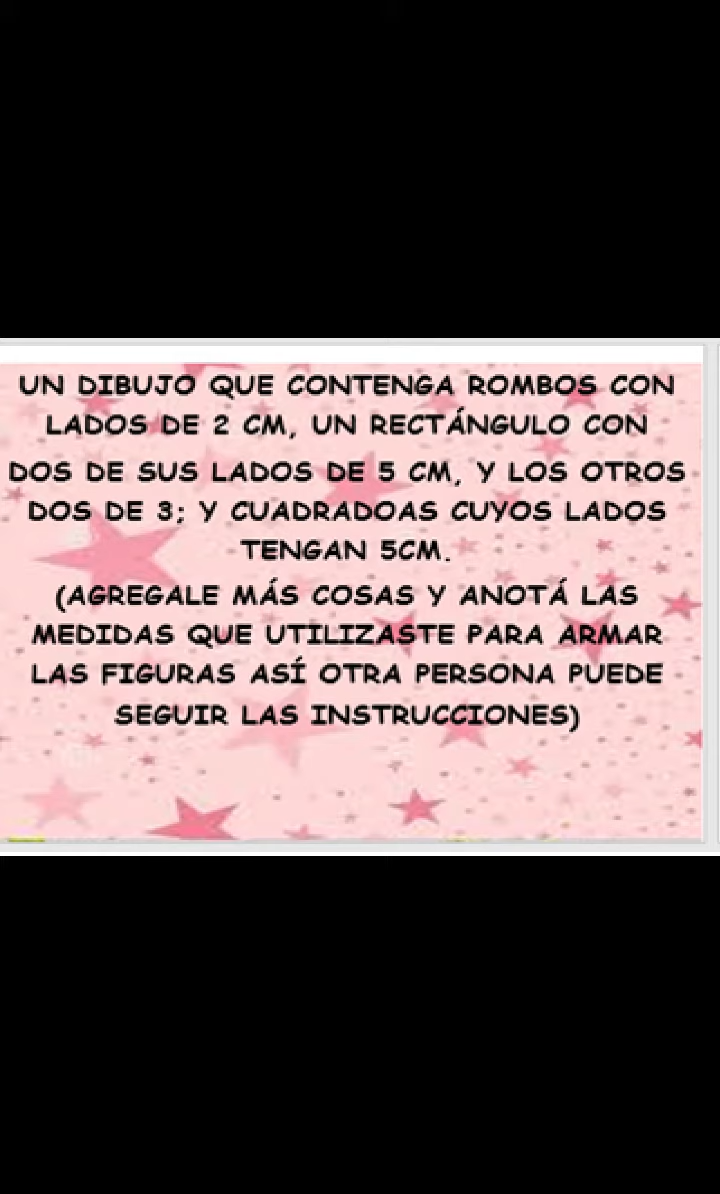 UN DIBUJO QUE CONTENGA ROMBOS CON
LADOS DE 2 CM, UN RECTÁNGULO CON
DOS DE SUS LADOS DE 5 CM, Y LOS OTROS
DOS DE 3; Y CUADRADOAS CUYOS LADOS
TENGAN 5CM.
(AGREGALE MÁS COSAS Y ANOTÁ LAS
MEDIDAS QUE UTILIZASTE PARA ARMAR
LAS FIGURAS ASÍ OTRA PERSONA PUEDE
SEGUIR LAS INSTRUCCIONES)